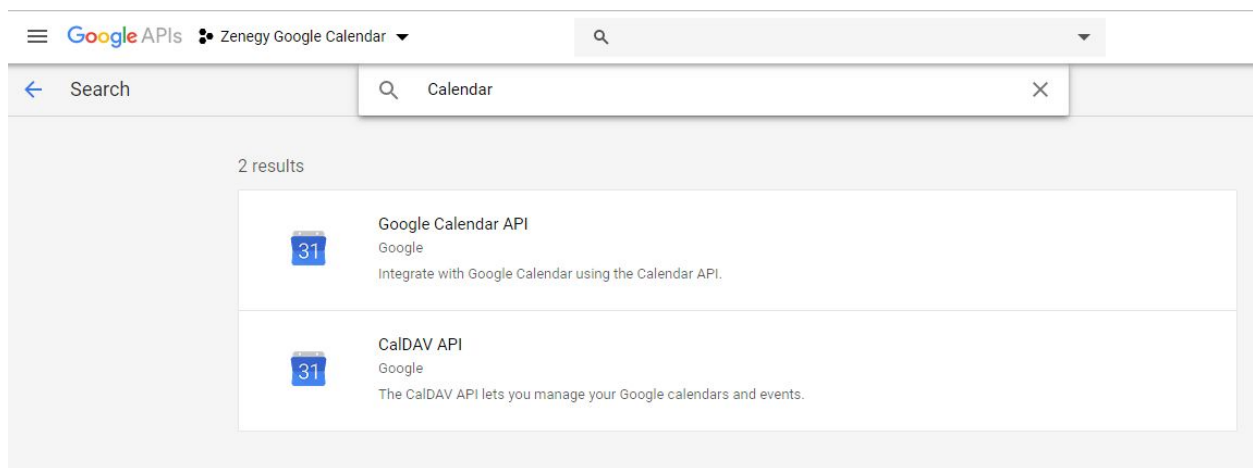 Google APIs Zenegy Google Calendar
Search Calendar
2 results
31
Google Calendar API
Google
Integrate with Google Calendar using the Calendar API.
31
CalDAV API
Google
The CalDAV API lets you manage your Google calendars and events.